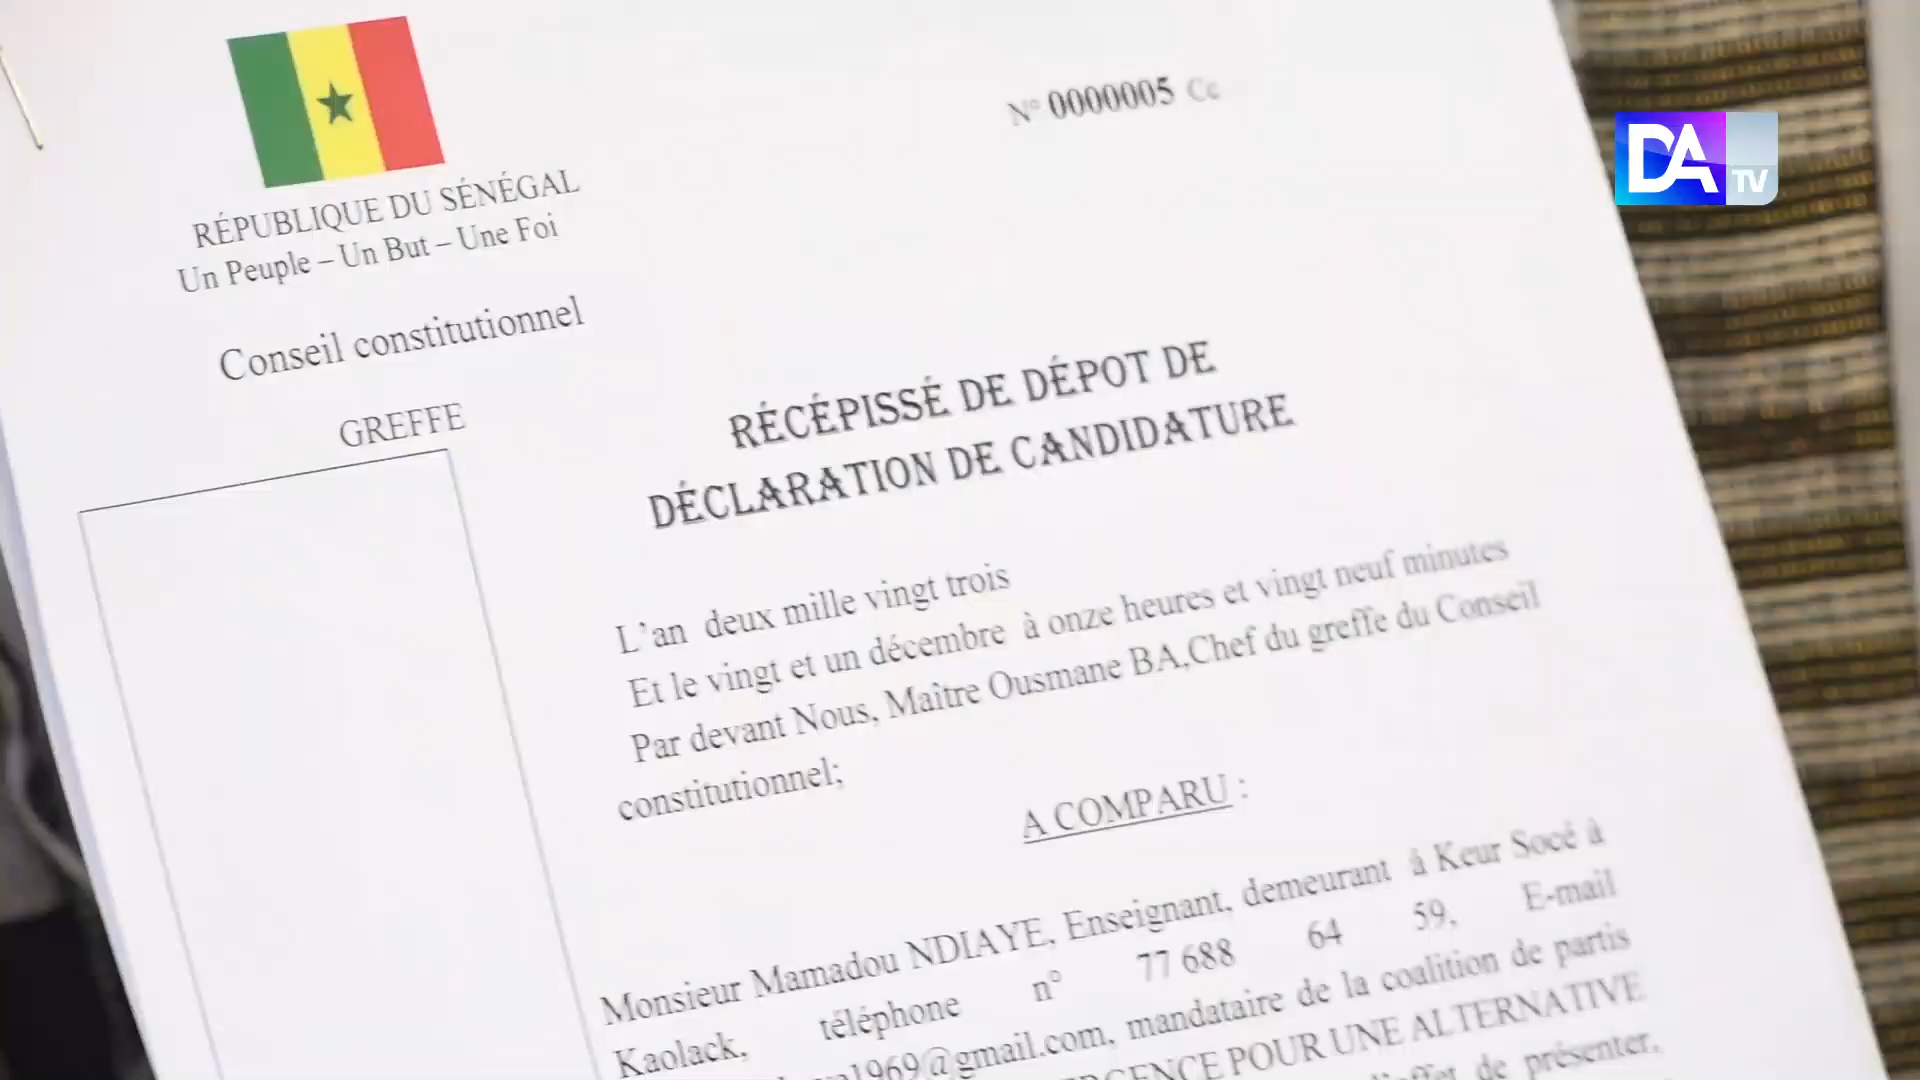 N° 0000005 Cc
DA TV
RÉPUBLIQUE DU SÉNÉGAL
Un Peuple – Un But – Une Foi
Conseil constitutionnel
GREFFE
RÉCÉPISSÉ DE DÉPOT DE
DÉCLARATION DE CANDIDATURE
L'an deux mille vingt trois
Et le vingt et un décembre à onze heures et vingt neuf minutes
Par devant Nous, Maître Ousmane BA,Chef du greffe du Conseil
constitutionnel;
A COMPARU :
Monsieur Mamadou NDIAYE, Enseignant, demeurant à Keur Socé à
Kaolack, téléphone n° 77 688 64 59, E-mail
1969@gmail.com, mandataire de la coalition de partis
POUR UNE ALTERNATIVE
l'effet de présenter,